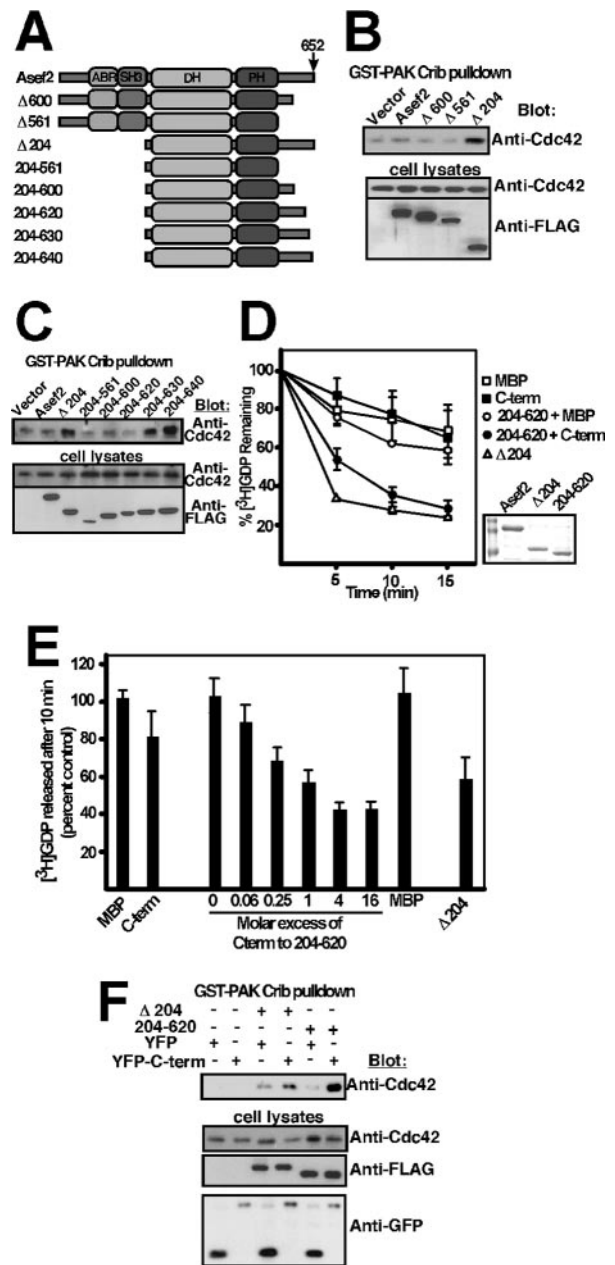 A
652
Asef2
ABR SH3 DH PH
Δ600
Δ561
Δ204
204-561
204-600
204-620
204-630
204-640
B
GST-PAK Crib pulldown
Vector Asef2 Δ600 Δ561 Δ204
Blot:
Anti-Cdc42
cell lysates
Anti-Cdc42
Anti-FLAG
C
GST-PAK Crib pulldown
Vector Asef2 Δ204 204-561 204-600 204-620 204-630 204-640
Blot:
Anti-
Cdc42
cell lysates
Anti-
Cdc42
Anti-
FLAG
D
% [³H]GDP Remaining
100
80
60
40
20
5 10 15
Time (min)
MBP
C-term
204-620 + MBP
204-620 + C-term
Δ204
Asef2 Δ204 204-620
E
[³H]GDP released after 10 min
(percent control)
120
100
80
60
40
20
MBP C-term 0 0.06 0.25 1 4 16 MBP Δ204
Molar excess of
Cterm to 204-620
F
GST-PAK Crib pulldown
Δ 204 - - + + - -
204-620 - - - - + +
YFP + - + - + -
YFP-C-term - + - + - +
Blot:
Anti-Cdc42
cell lysates
Anti-Cdc42
Anti-FLAG
Anti-GFP